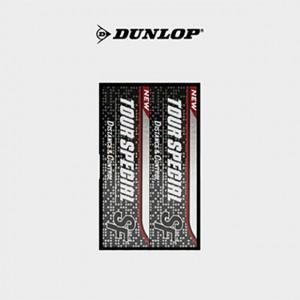 DUNLOP
NEW
TOUR SPECIAL
DISTANCE & CONTROL
SF
NEW
TOUR SPECIAL
DISTANCE & CONTROL
SF